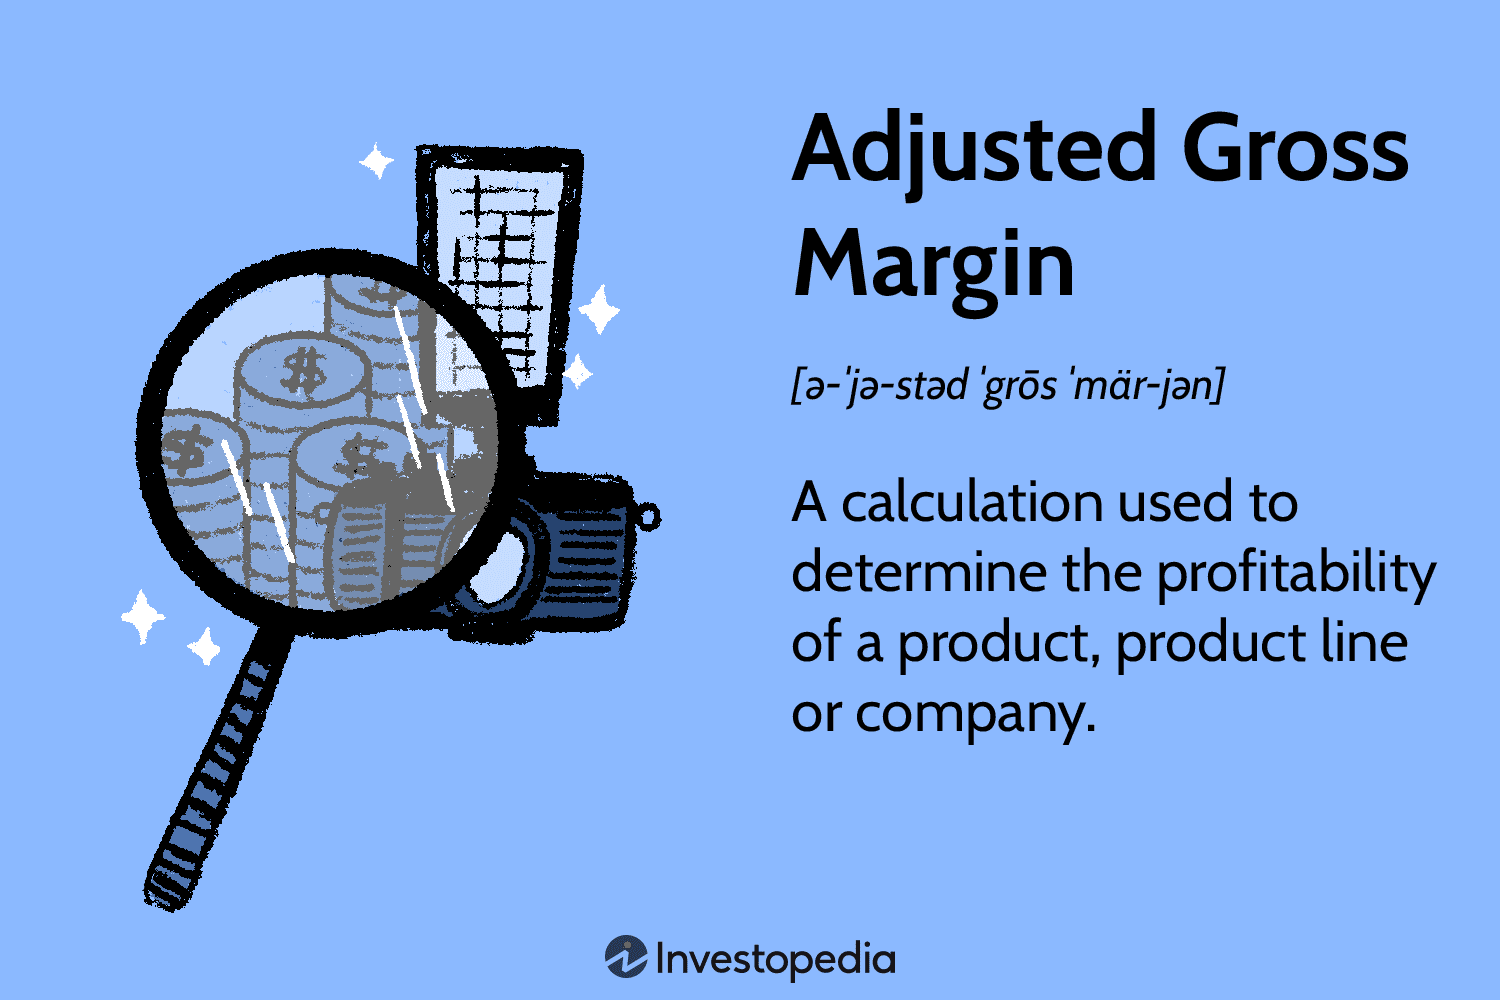 Adjusted Gross
Margin
[ə-ˈjə-stəd ˈgrōs ˈmär-jən]
A calculation used to
determine the profitability
of a product, product line
or company.
Investopedia